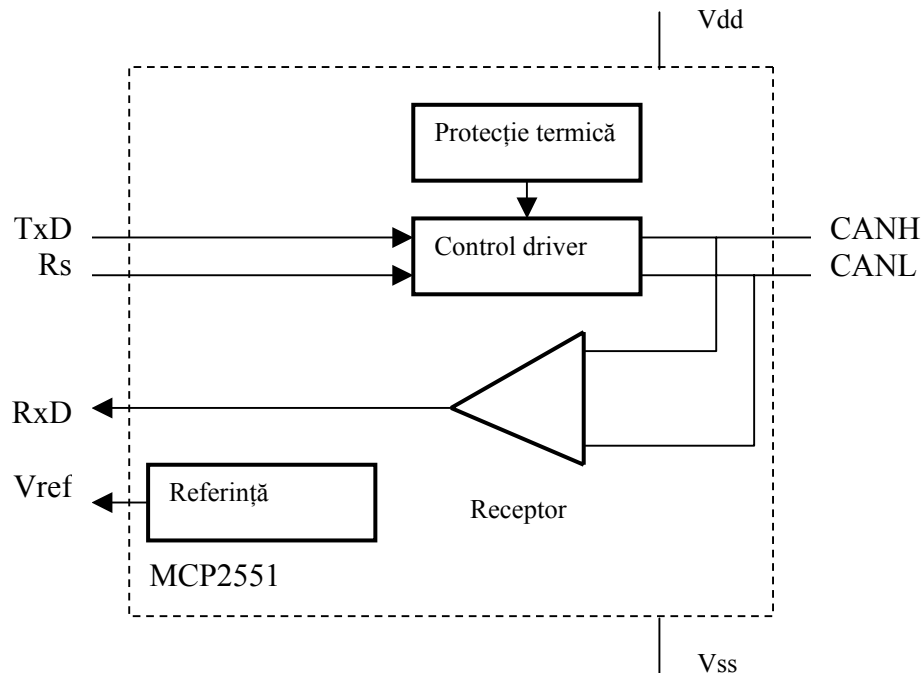 Vdd
Protecție termică
TxD
Control driver
CANH
Rs
CANL
RxD
Vref
Referință
Receptor
MCP2551
Vss